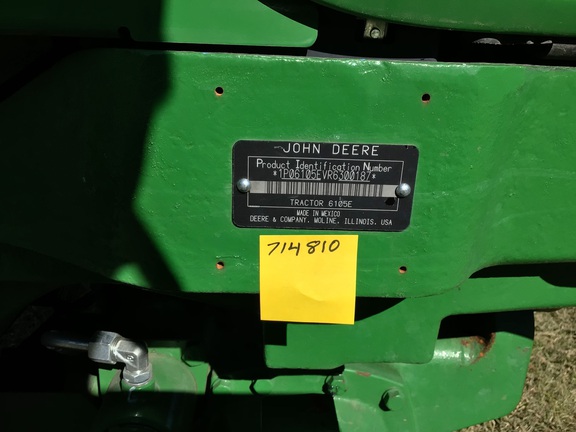 JOHN DEERE
Product Identification Number
*1P06105EVR6300187*
TRACTOR 6105E
MADE IN MEXICO
DEERE & COMPANY, MOLINE, ILLINOIS, USA
714810